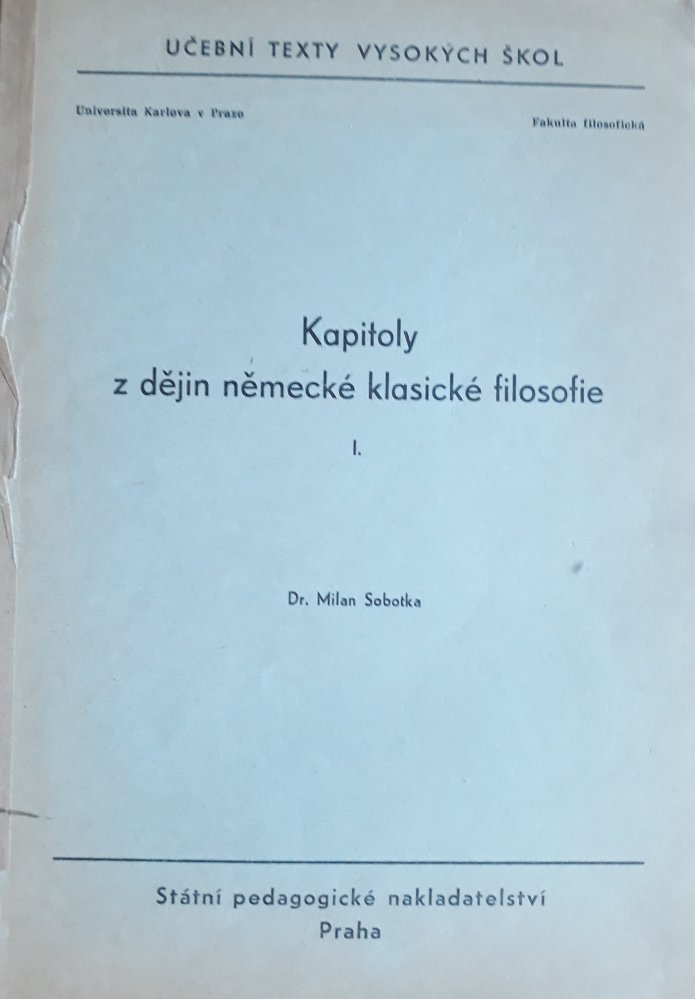 UČEBNÍ TEXTY VYSOKÝCH ŠKOL
Universita Karlova v Praze
Fakulta filosofická
Kapitoly
z dějin německé klasické filosofie
I.
Dr. Milan Sobotka
Státní pedagogické nakladatelství
Praha